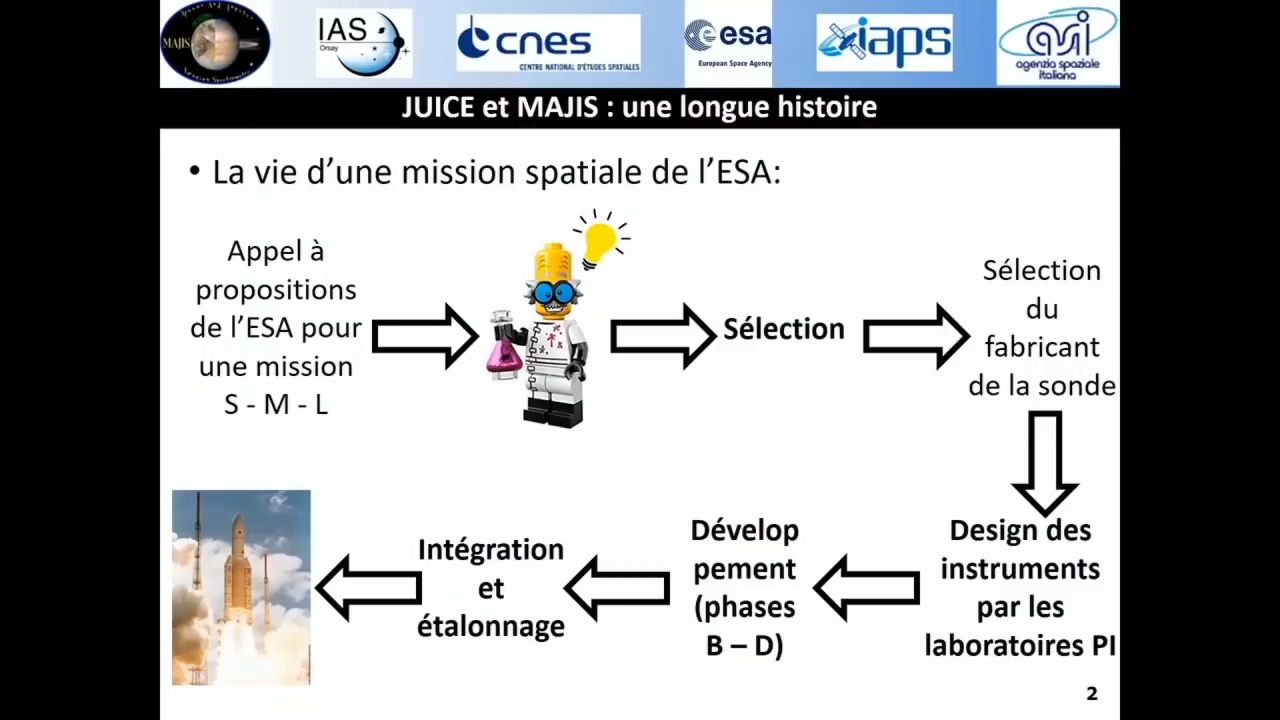 MAJIS
IAS
Orsay
cnes
CENTRE NATIONAL D'ÉTUDES SPATIALES
esa
European Space Agency
iaps
asi
agenzia spaziale
italiana
JUICE et MAJIS : une longue histoire
• La vie d'une mission spatiale de l'ESA:
Appel à
propositions
de l'ESA pour
une mission
S - M - L
Sélection
Sélection
du
fabricant
de la sonde
Design des
instruments
par les
laboratoires PI
Dévelop
pement
(phases
B – D)
Intégration
et
étalonnage
2